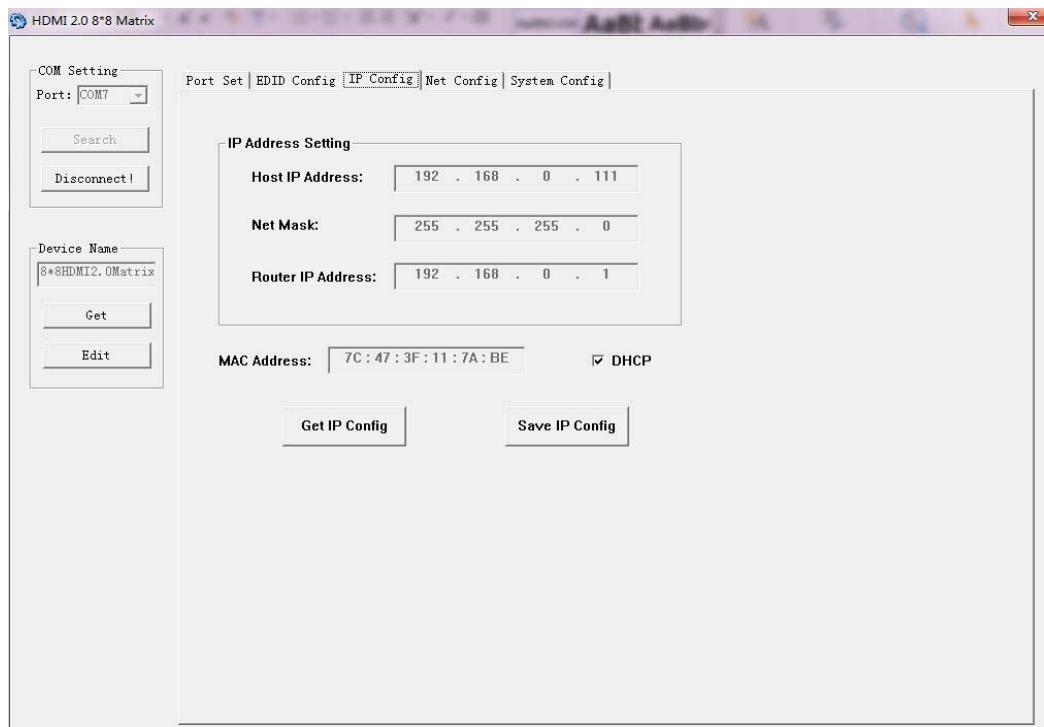 HDMI 2.0 8*8 Matrix
AaBb AaBb
COM Setting
Port: COM7
Search
Disconnect!
Device Name
8*8HDMI2.0Matrix
Get
Edit
Port Set EDID Config IP Config Net Config System Config
IP Address Setting
Host IP Address: 192 . 168 . 0 . 111
Net Mask: 255 . 255 . 255 . 0
Router IP Address: 192 . 168 . 0 . 1
MAC Address: 7C : 47 : 3F : 11 : 7A : BE DHCP
Get IP Config Save IP Config